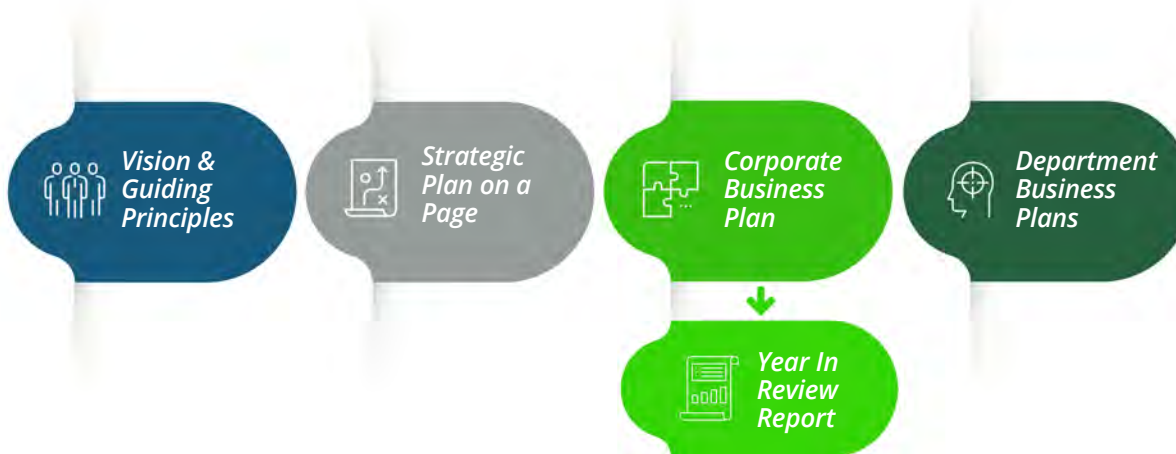 Vision &
Guiding
Principles
Strategic
Plan on a
Page
Corporate
Business
Plan
Department
Business
Plans
Year In
Review
Report